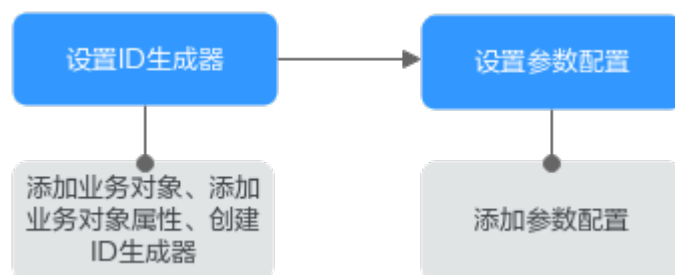 设置ID生成器
设置参数配置
添加业务对象、添加
业务对象属性、创建
ID生成器
添加参数配置